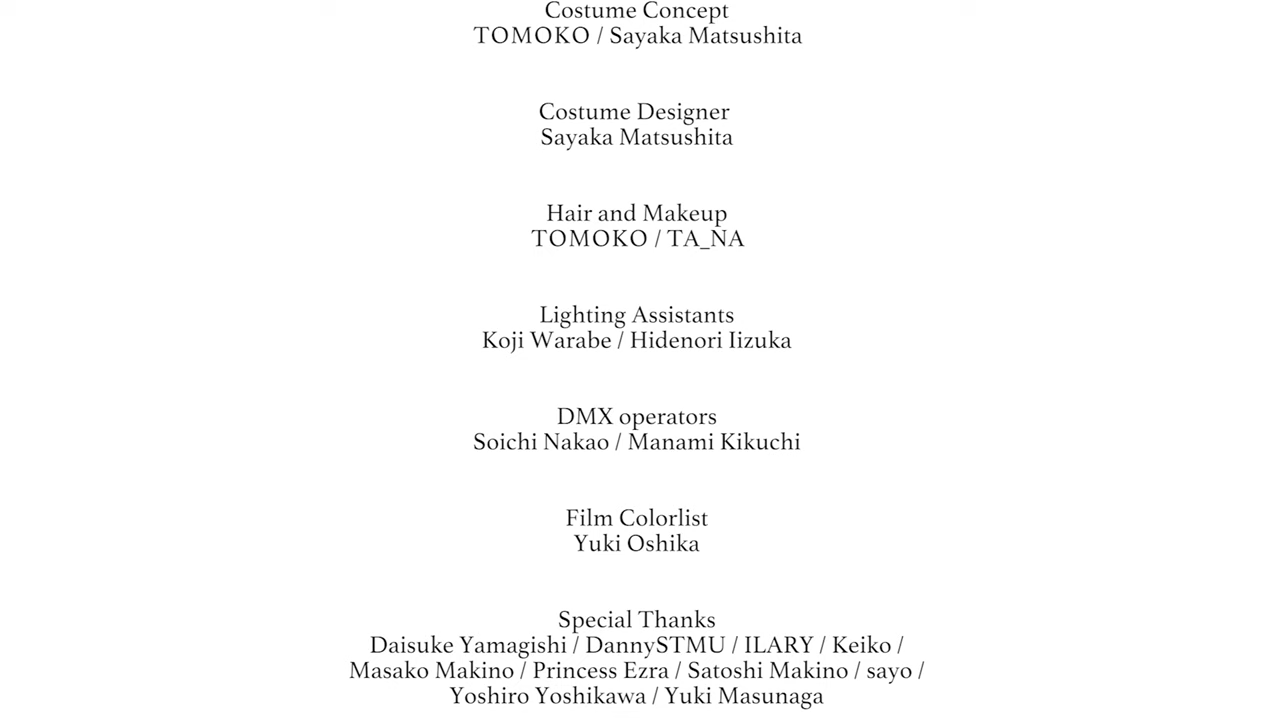 Costume Concept
TOMOKO / Sayaka Matsushita
Costume Designer
Sayaka Matsushita
Hair and Makeup
TOMOKO / TA_NA
Lighting Assistants
Koji Warabe / Hidenori Iizuka
DMX operators
Soichi Nakao / Manami Kikuchi
Film Colorlist
Yuki Oshika
Special Thanks
Daisuke Yamagishi / DannySTMU / ILARY / Keiko /
Masako Makino / Princess Ezra / Satoshi Makino / sayo /
Yoshiro Yoshikawa / Yuki Masunaga